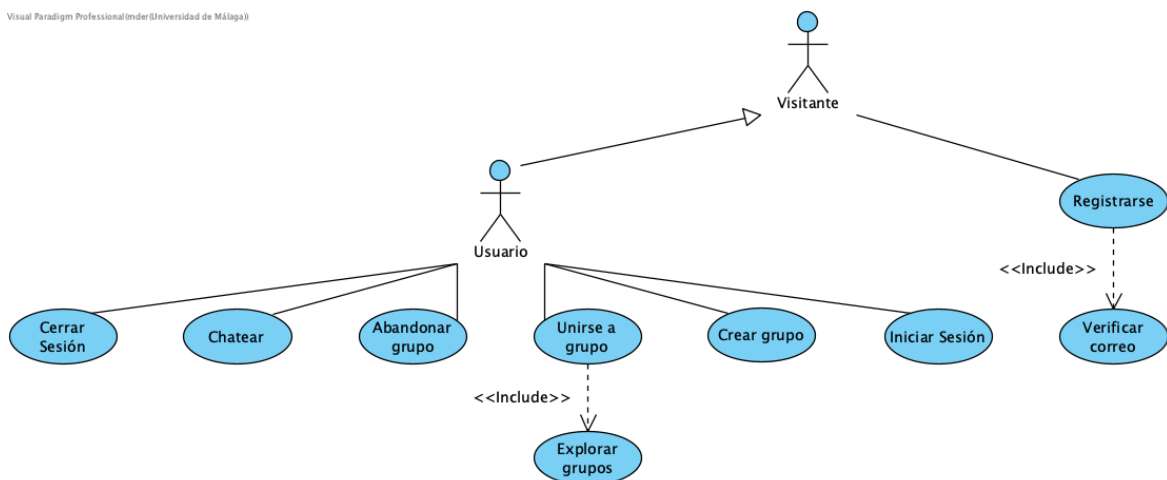 Visual Paradigm Professional(mder(Universidad de Málaga))
Visitante
Usuario
Registrarse
<<Include>>
Cerrar
Sesión
Chatear
Abandonar
grupo
Unirse a
grupo
Crear grupo
Iniciar Sesión
Verificar
correo
<<Include>>
Explorar
grupos